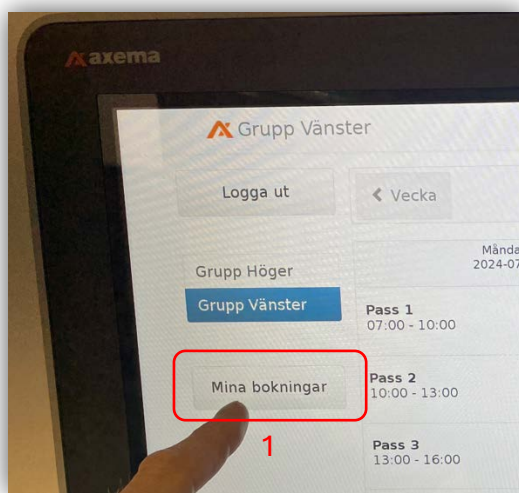 axema
Grupp Vänster
Logga ut
Vecka
Månda
2024-07
Grupp Höger
Grupp Vänster
Pass 1
07:00 - 10:00
Mina bokningar
Pass 2
10:00 - 13:00
1
Pass 3
13:00 - 16:00